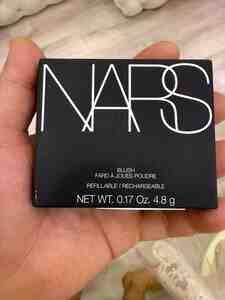 NARS
BLUSH
FARD À JOUES POUDRE
REFILLABLE / RECHARGEABLE
NET WT. 0.17 Oz. 4.8 g